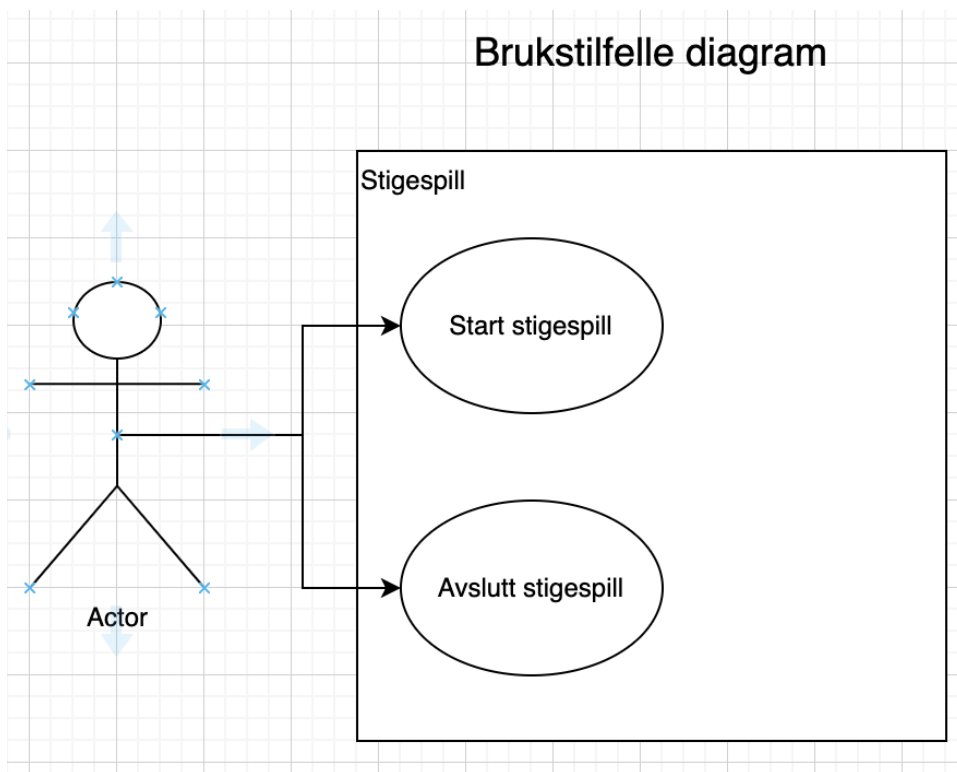 Brukstilfelle diagram
Stigespill
Start stigespill
Avslutt stigespill
Actor